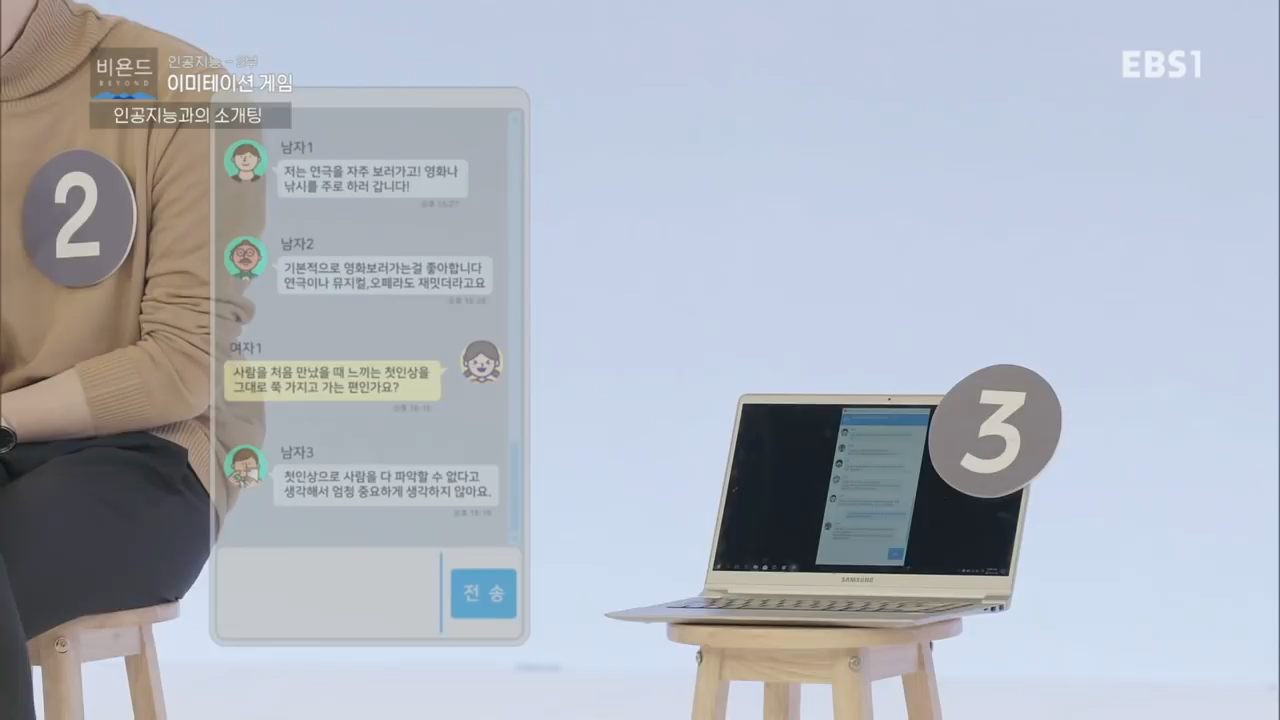 비욘드
BEYOND
인공지능 -
이미테이션 게임
인공지능과의 소개팅
EBS1
2
남자1
저는 연극을 자주 보러가고! 영화나
낚시를 주로 하러 갑니다!
남자2
기본적으로 영화보러가는걸 좋아합니다
연극이나 뮤지컬,오페라도 재밋더라고요
여자1
사람을 처음 만났을 때 느끼는 첫인상을
그대로 쭉 가지고 가는 편인가요?
남자3
첫인상으로 사람을 다 파악할 수 없다고
생각해서 엄청 중요하게 생각하지 않아요.
전 송
3
SAMSUNG